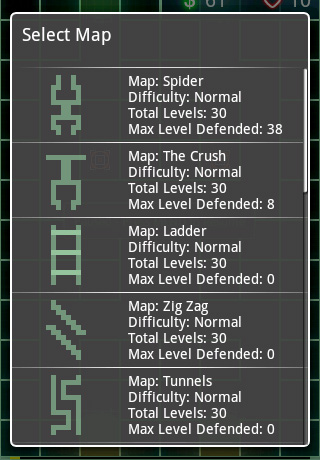 $ 61 10
Select Map
Map: Spider
Difficulty: Normal
Total Levels: 30
Max Level Defended: 38
Map: The Crush
Difficulty: Normal
Total Levels: 30
Max Level Defended: 8
Map: Ladder
Difficulty: Normal
Total Levels: 30
Max Level Defended: 0
Map: Zig Zag
Difficulty: Normal
Total Levels: 30
Max Level Defended: 0
Map: Tunnels
Difficulty: Normal
Total Levels: 30
Max Level Defended: 0